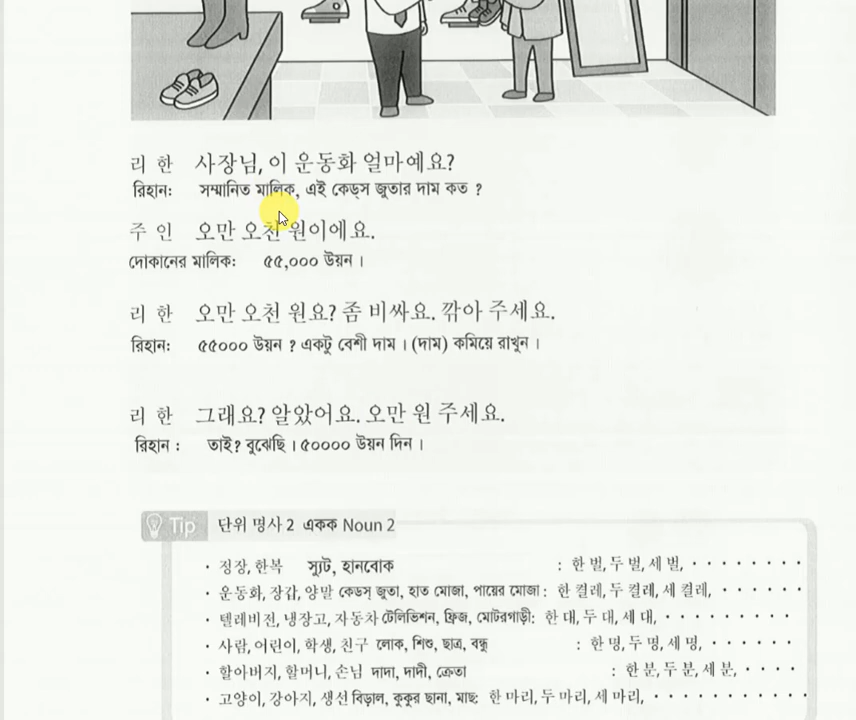 리 한 사장님, 이 운동화 얼마예요?
রিহান: সম্মানিত মালিক, এই কেড্স জুতার দাম কত ?
주 인 오만 오천 원이에요.
দোকানের মালিক: ৫৫,০০০ উয়ন ।
리 한 오만 오천 원요? 좀 비싸요. 깎아 주세요.
রিহান: ৫৫০০০ উয়ন ? একটু বেশী দাম । (দাম) কমিয়ে রাখুন ।
리 한 그래요? 알았어요. 오만 원 주세요.
রিহান : তাই? বুঝেছি । ৫০০০০ উয়ন দিন ।
Tip 단위 명사 2 একক Noun 2
· 정장, 한복 স্যুট, হানবোক : 한 벌, 두 벌, 세 벌, · · · · · · · ·
· 운동화, 장갑, 양말 কেডস্ জুতা, হাত মোজা, পায়ের মোজা : 한 켤레, 두 켤레, 세 켤레, · · · · · ·
· 텔레비전, 냉장고, 자동차 টেলিভিশন, ফ্রিজ, মোটরগাড়ী: 한 대, 두 대, 세 대, · · · · · · · · ·
· 사람, 어린이, 학생, 친구 লোক, শিশু, ছাত্র, বন্ধু : 한 명, 두 명, 세 명, · · · · · ·
· 할아버지, 할머니, 손님 দাদা, দাদী, ক্রেতা : 한 분, 두 분, 세 분, · · · ·
· 고양이, 강아지, 생선 বিড়াল, কুকুর ছানা, মাছ: 한 마리, 두 마리, 세 마리, · · · · · · · · · · ·